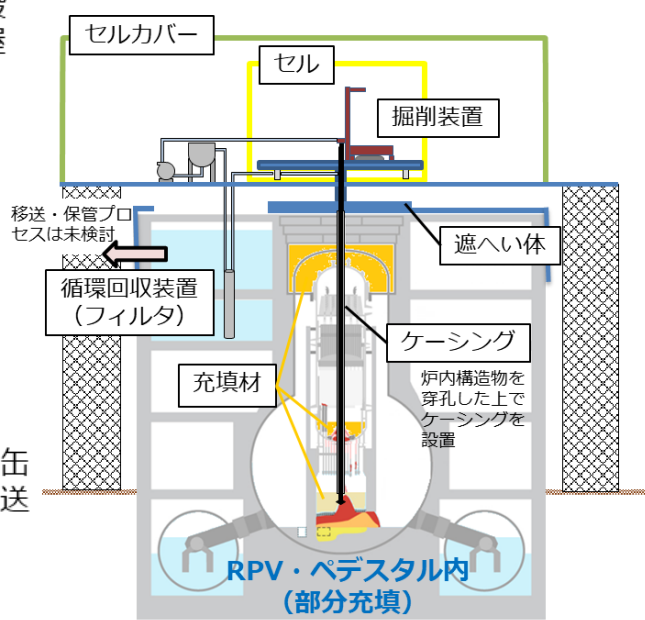 セルカバー
セル
掘削装置
移送・保管プロ
セスは未検討
遮へい体
循環回収装置
（フィルタ）
ケーシング
炉内構造物を
穿孔した上で
ケーシングを
設置
充填材
缶
送
RPV・ペデスタル内
（部分充填）